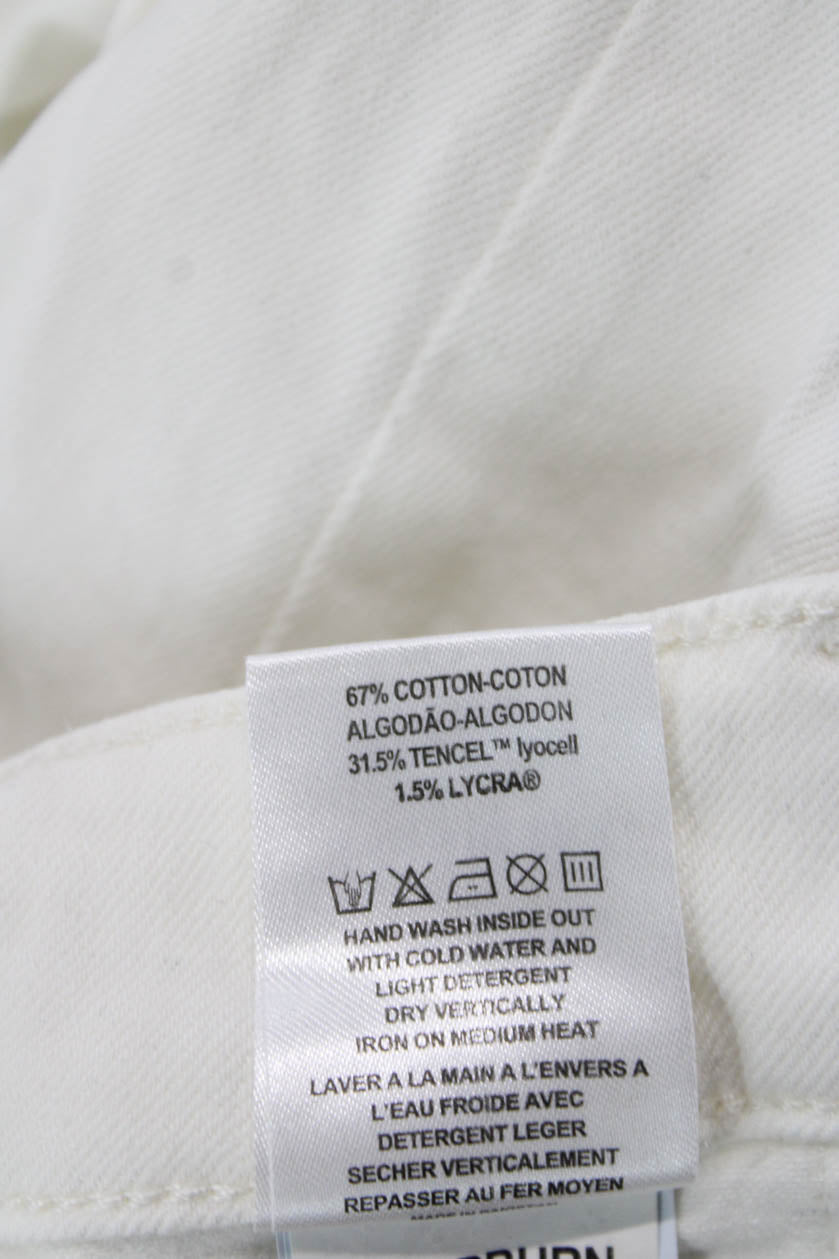 67% COTTON-COTON
ALGODÃO-ALGODON
31.5% TENCEL™ lyocell
1.5% LYCRA®
HAND WASH INSIDE OUT
WITH COLD WATER AND
LIGHT DETERGENT
DRY VERTICALLY
IRON ON MEDIUM HEAT
LAVER A LA MAIN A L'ENVERS A
L'EAU FROIDE AVEC
DETERGENT LEGER
SECHER VERTICALEMENT
REPASSER AU FER MOYEN
MADE IN